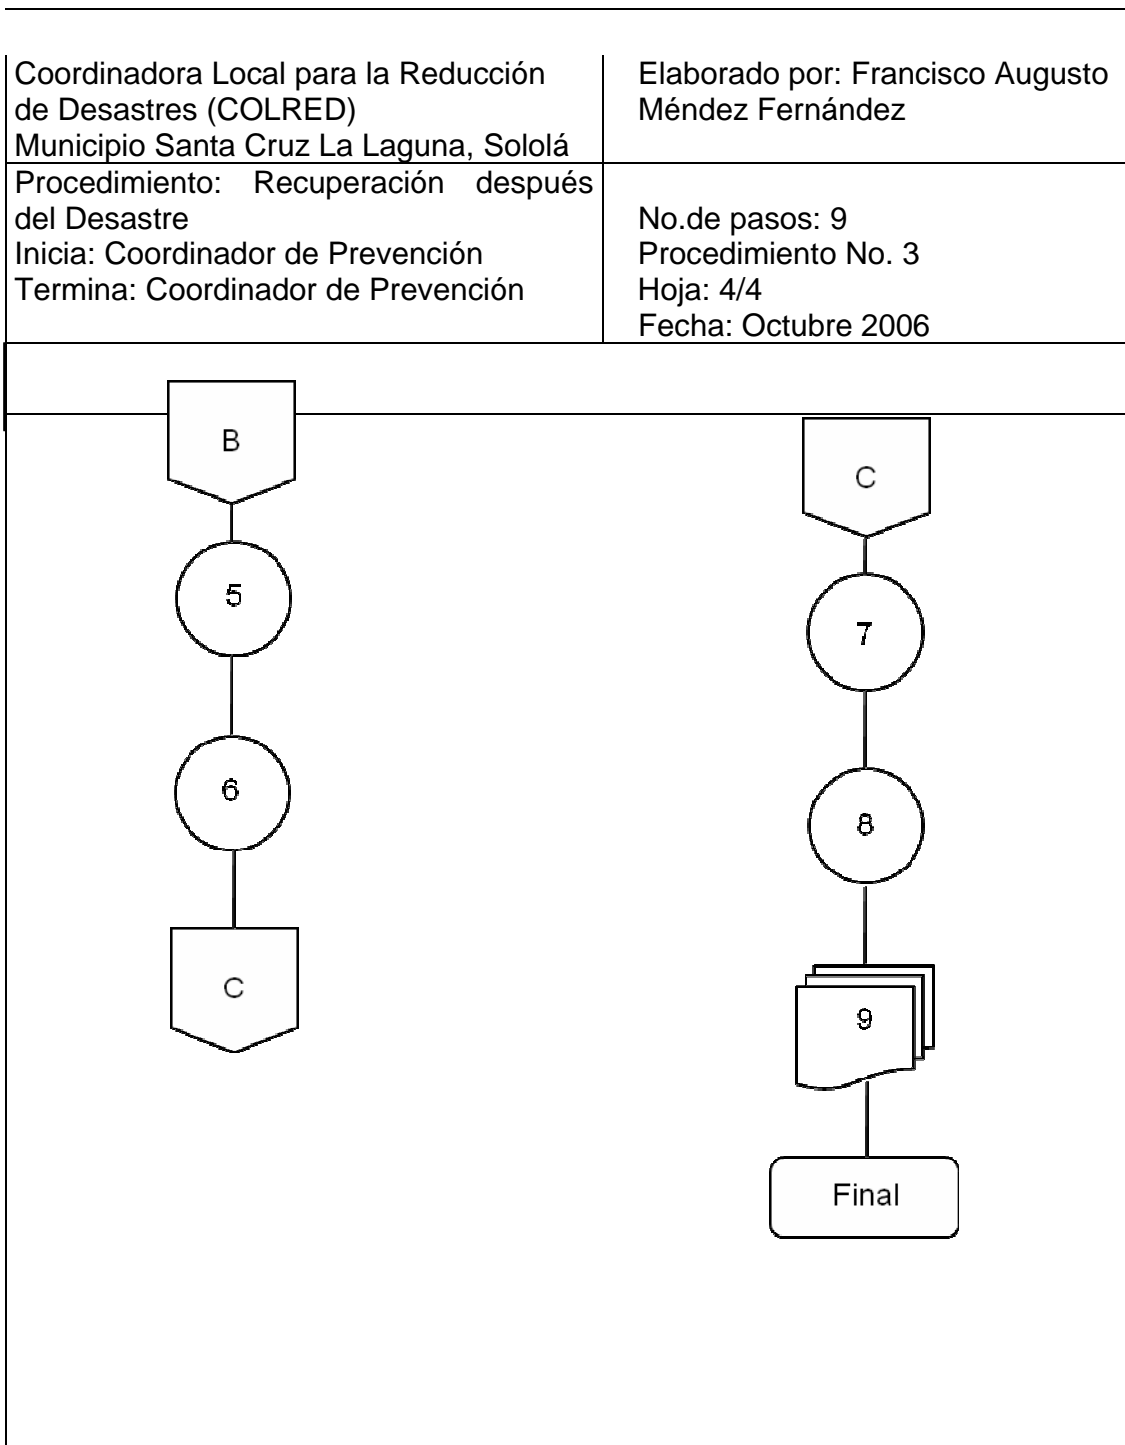 Coordinadora Local para la Reducción
de Desastres (COLRED)
Municipio Santa Cruz La Laguna, Sololá
Elaborado por: Francisco Augusto
Méndez Fernández
Procedimiento: Recuperación después
del Desastre
Inicia: Coordinador de Prevención
Termina: Coordinador de Prevención
No.de pasos: 9
Procedimiento No. 3
Hoja: 4/4
Fecha: Octubre 2006
B
5
6
C
C
7
8
9
Final